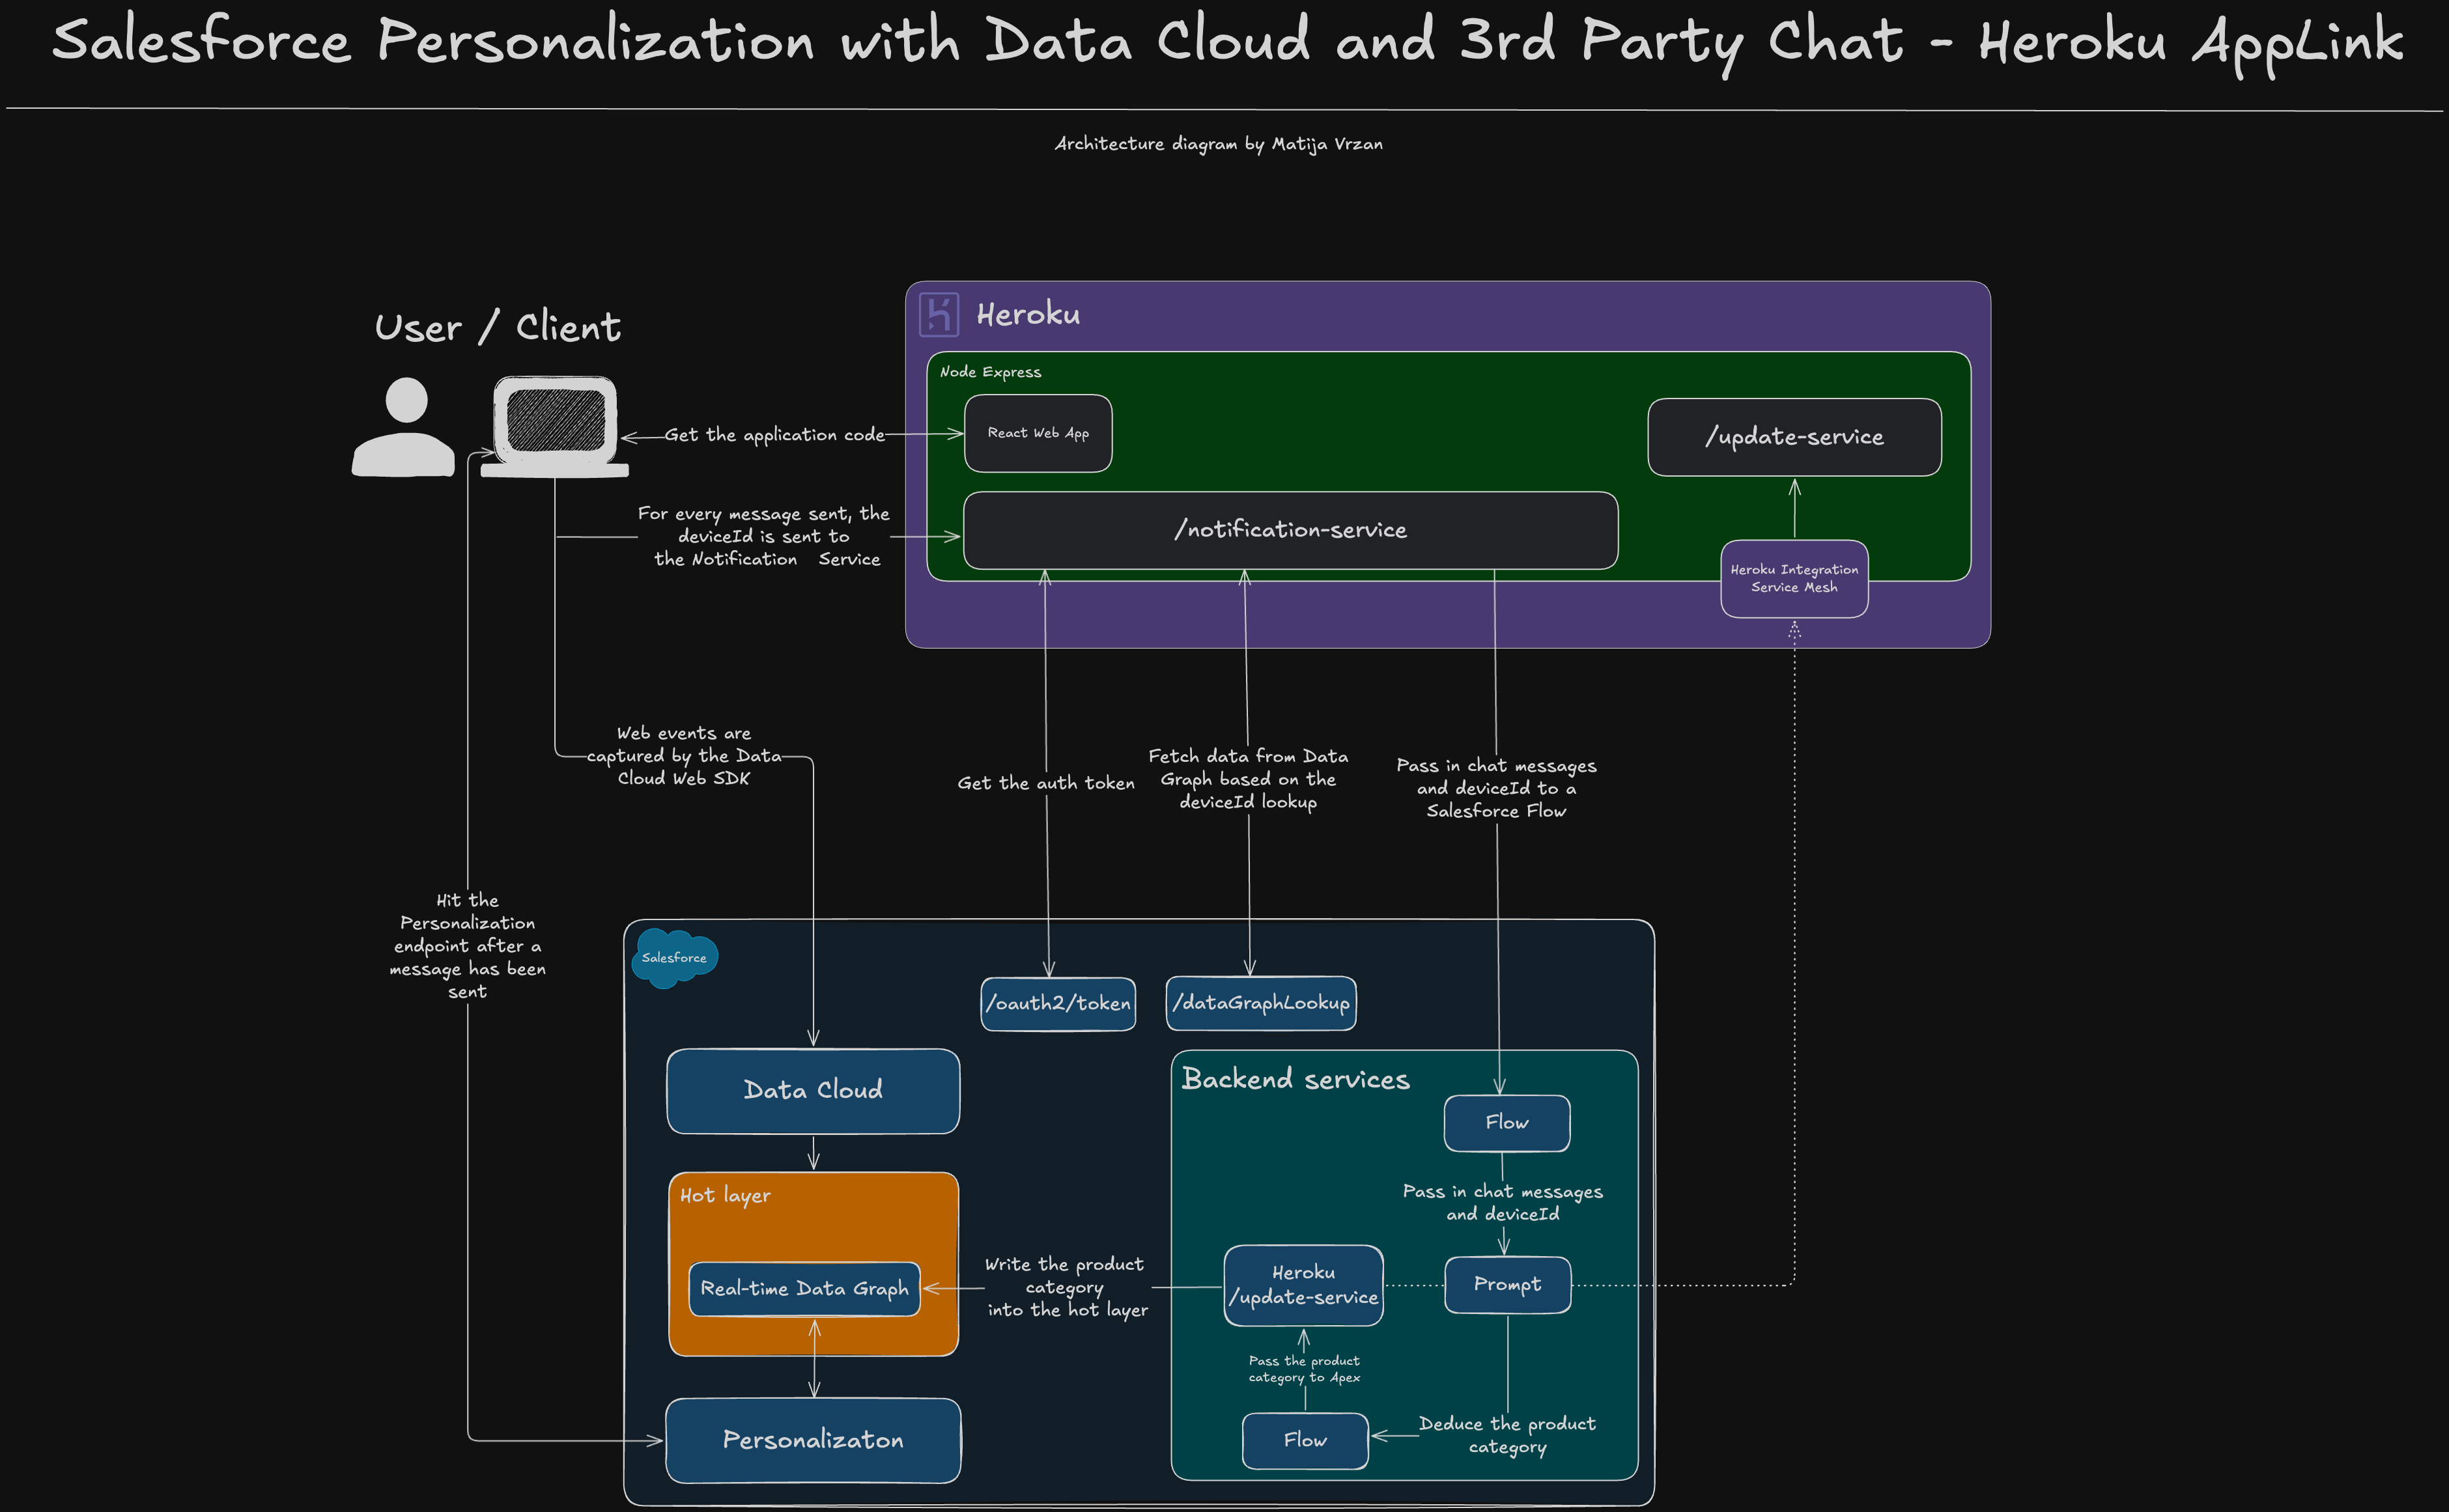 Salesforce Personalization with Data Cloud and 3rd Party Chat - Heroku AppLink
Architecture diagram by Matija Vrzan
User / Client
Heroku
Node Express
React Web App
/update-service
Get the application code
/notification-service
For every message sent, the
deviceId is sent to
the Notification Service
Heroku Integration
Service Mesh
Web events are
captured by the Data
Cloud Web SDK
Get the auth token
Fetch data from Data
Graph based on the
deviceId lookup
Pass in chat messages
and deviceId to a
Salesforce Flow
Hit the
Personalization
endpoint after a
message has been
sent
Salesforce
/oauth2/token
/dataGraphLookup
Data Cloud
Backend services
Flow
Pass in chat messages
and deviceId
Hot layer
Real-time Data Graph
Write the product
category
into the hot layer
Heroku
/update-service
Prompt
Pass the product
category to Apex
Deduce the product
category
Flow
Personalizaton